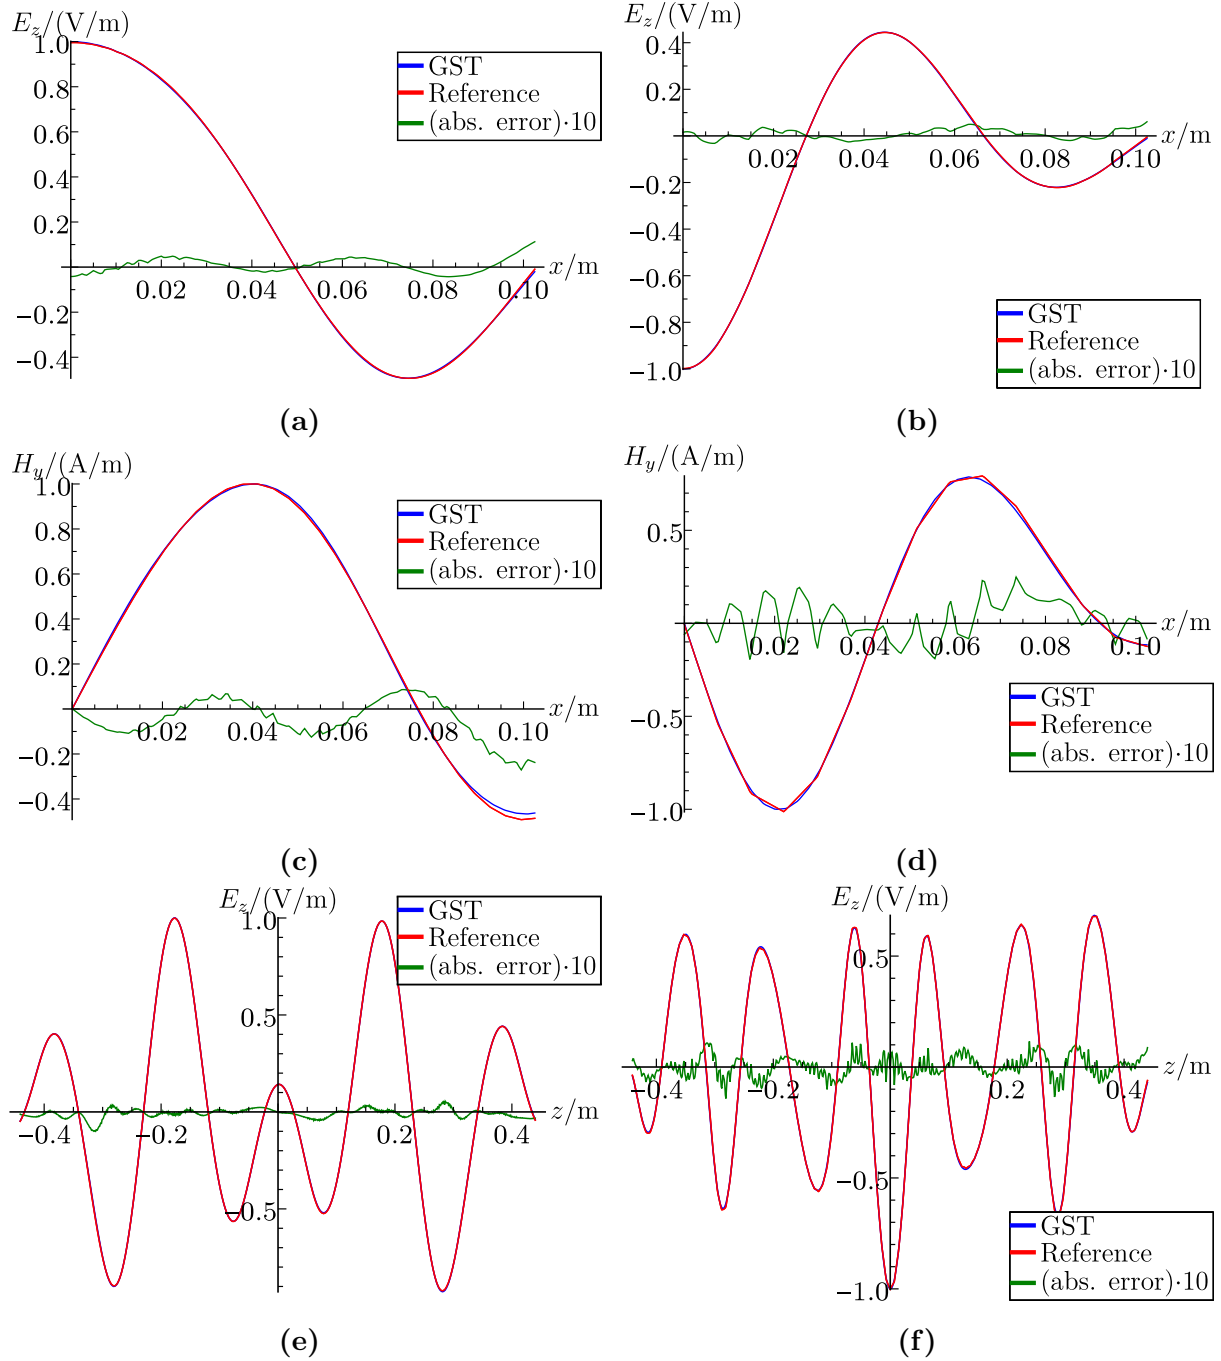 E_z/(V/m)
1.0
0.8
0.6
0.4
0.2
−0.2
−0.4
0.02
0.04
0.06
0.08
0.10
x/m
GST
Reference
(abs. error)·10
(a)
E_z/(V/m)
0.4
0.2
−0.2
−0.4
−0.6
−0.8
−1.0
0.02
0.04
0.06
0.08
0.10
x/m
GST
Reference
(abs. error)·10
(b)
H_y/(A/m)
1.0
0.8
0.6
0.4
0.2
−0.2
−0.4
0.02
0.04
0.06
0.08
0.10
x/m
GST
Reference
(abs. error)·10
(c)
H_y/(A/m)
0.5
−0.5
−1.0
0.02
0.04
0.06
0.08
0.10
x/m
GST
Reference
(abs. error)·10
(d)
E_z/(V/m)
1.0
0.5
−0.5
−0.4
−0.2
0.2
0.4
z/m
GST
Reference
(abs. error)·10
(e)
E_z/(V/m)
0.5
−0.5
−1.0
−0.4
−0.2
0.2
0.4
z/m
GST
Reference
(abs. error)·10
(f)